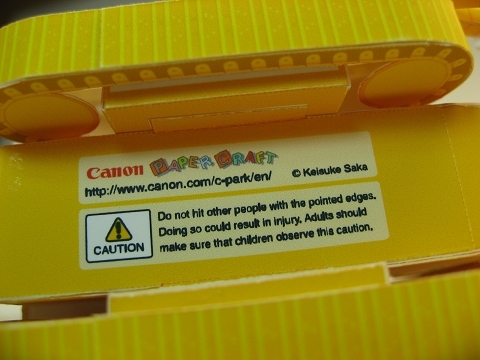 Canon PAPER CRAFT
http://www.canon.com/c-park/en/ © Keisuke Saka
CAUTION
Do not hit other people with the pointed edges.
Doing so could result in injury. Adults should
make sure that children observe this caution.